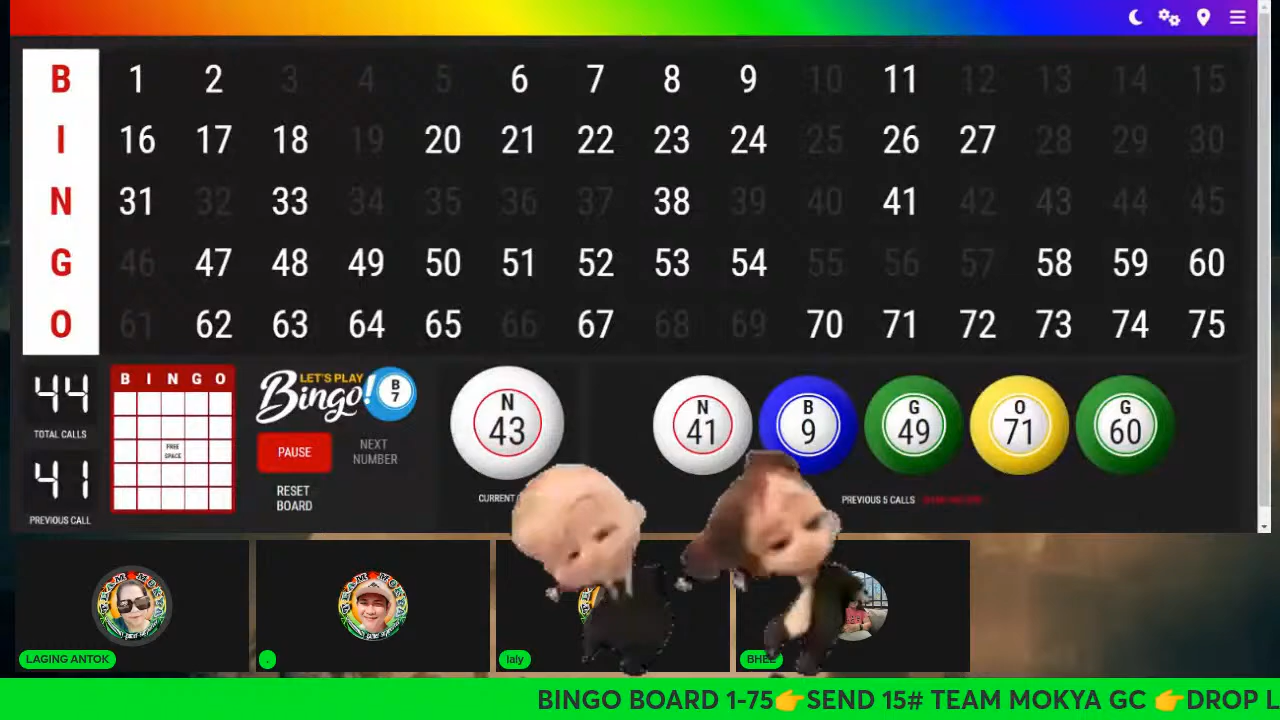 B 1 2 3 4 5 6 7 8 9 10 11 12 13 14 15
I 16 17 18 19 20 21 22 23 24 25 26 27 28 29 30
N 31 32 33 34 35 36 37 38 39 40 41 42 43 44 45
G 46 47 48 49 50 51 52 53 54 55 56 57 58 59 60
O 61 62 63 64 65 66 67 68 69 70 71 72 73 74 75
44
TOTAL CALLS
41
PREVIOUS CALL
B I N G O
FREE
SPACE
LET'S PLAY
Bingo!
B
7
PAUSE
NEXT
NUMBER
RESET
BOARD
N
43
CURRENT
N
41
B
9
G
49
O
71
G
60
PREVIOUS 5 CALLS
LAGING ANTOK
.
laly
BHEE
BINGO BOARD 1-75👉SEND 15# TEAM MOKYA GC 👉DROP L